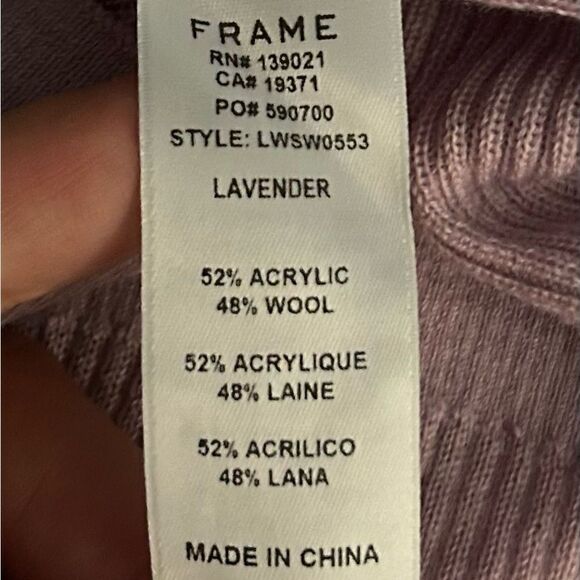 FRAME
RN# 139021
CA# 19371
PO# 590700
STYLE: LWSW0553
LAVENDER
52% ACRYLIC
48% WOOL
52% ACRYLIQUE
48% LAINE
52% ACRILICO
48% LANA
MADE IN CHINA